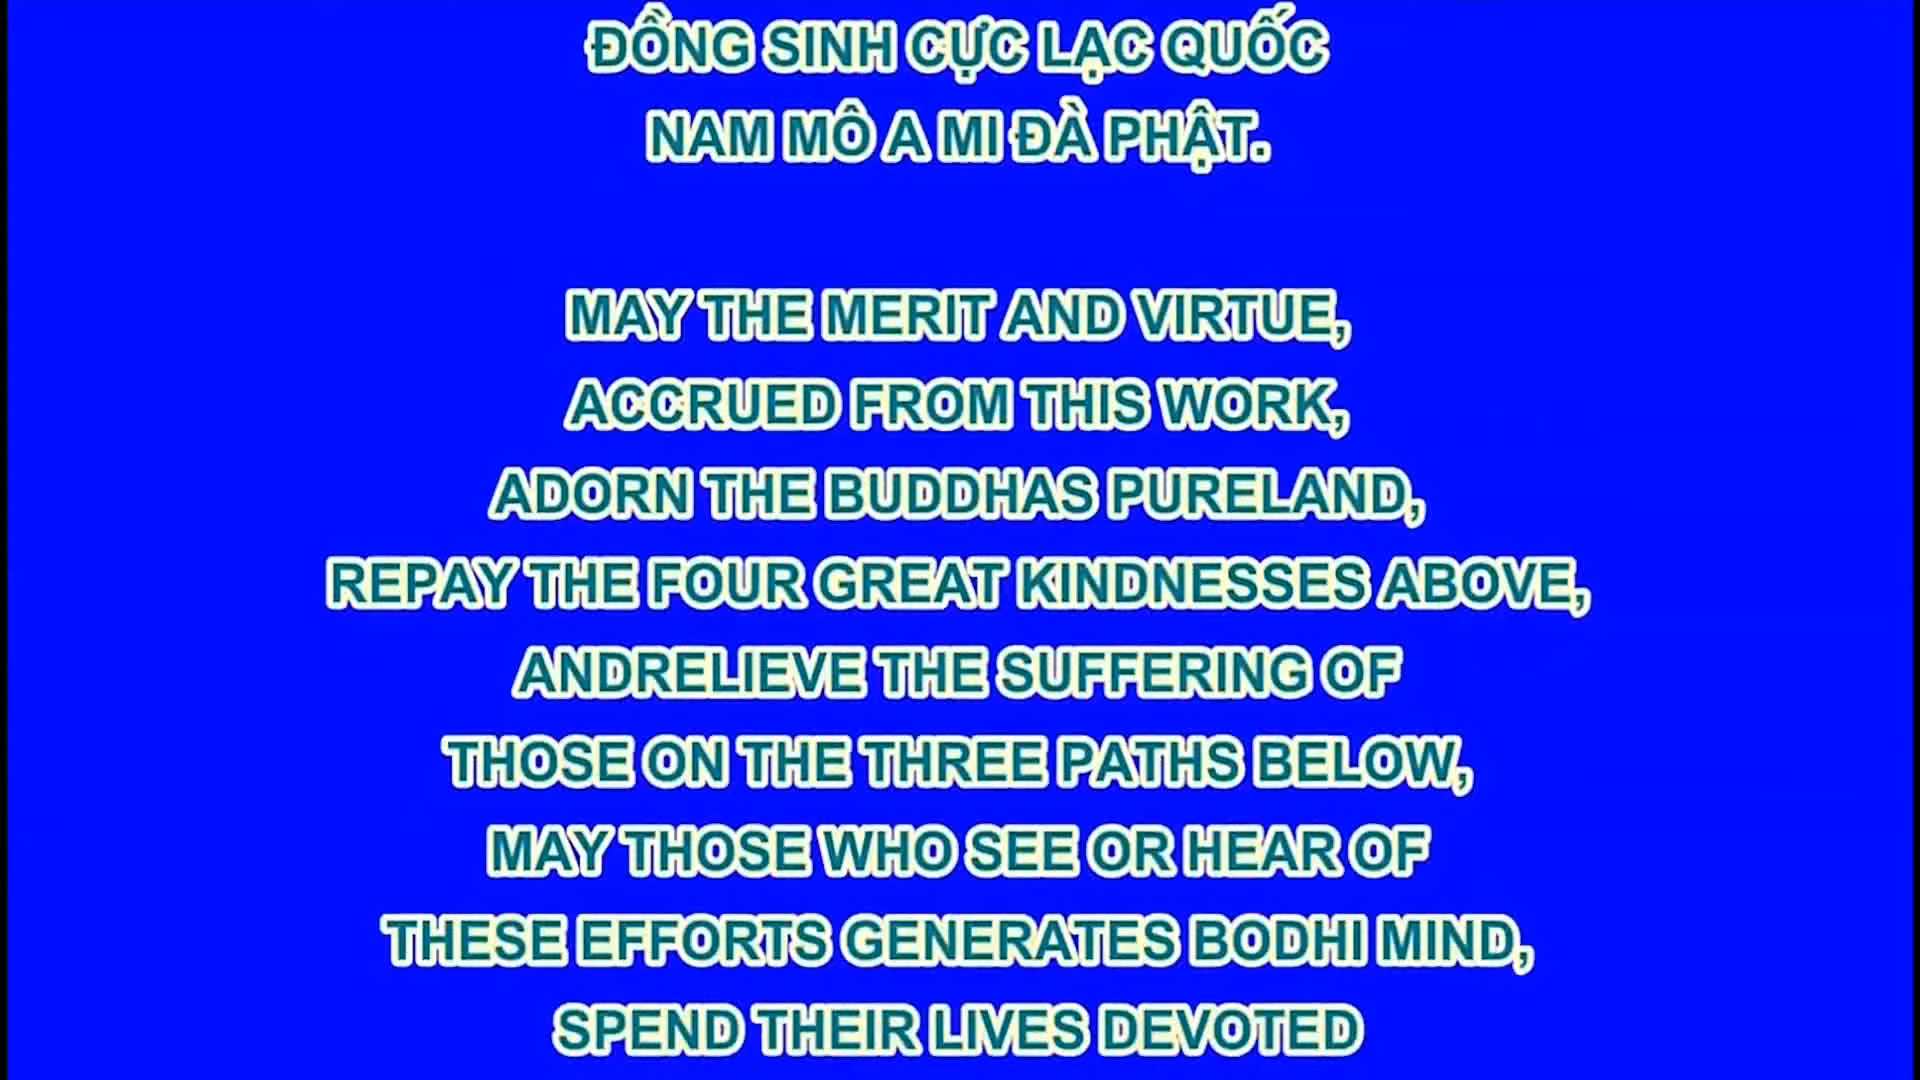 ĐỒNG SINH CỰC LẠC QUỐC
NAM MÔ A MI ĐÀ PHẬT.
MAY THE MERIT AND VIRTUE,
ACCRUED FROM THIS WORK,
ADORN THE BUDDHAS PURELAND,
REPAY THE FOUR GREAT KINDNESSES ABOVE,
ANDRELIEVE THE SUFFERING OF
THOSE ON THE THREE PATHS BELOW,
MAY THOSE WHO SEE OR HEAR OF
THESE EFFORTS GENERATES BODHI MIND,
SPEND THEIR LIVES DEVOTED